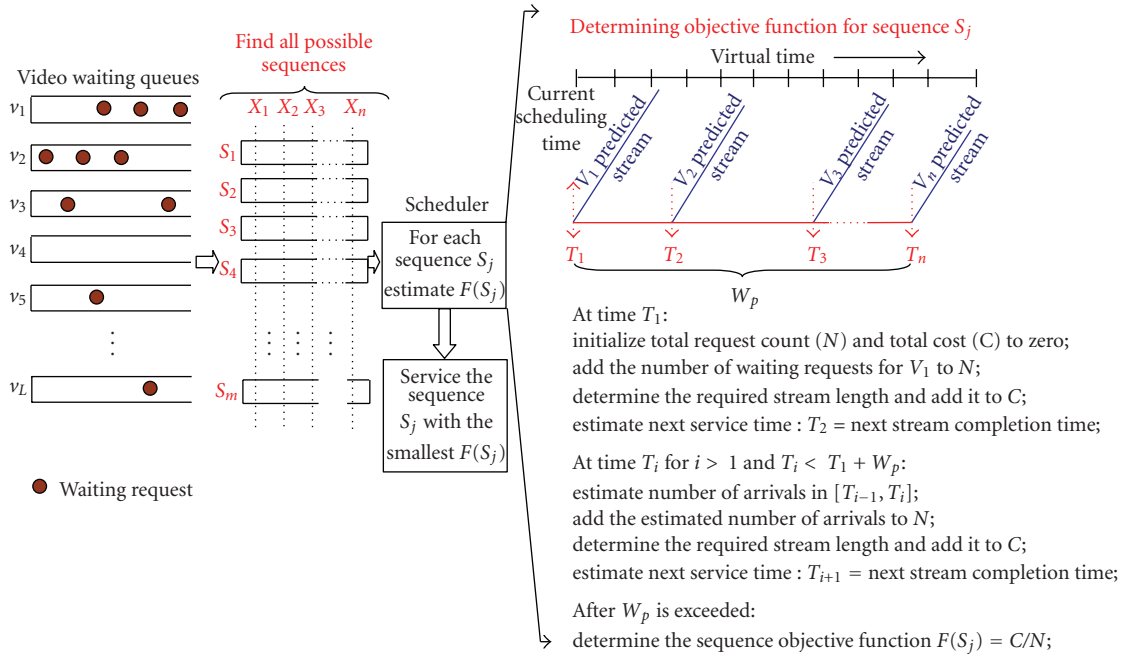 Find all possible
sequences
Video waiting queues
v1
v2
v3
v4
v5
⋮
vL
Waiting request
X1 X2 X3 Xn
S1
S2
S3
S4
Sm
Scheduler
For each
sequence Sj
estimate F(Sj)
Service the
sequence
Sj with the
smallest F(Sj)
Determining objective function for sequence Sj
Virtual time
Current
scheduling
time
V1 predicted
stream
V2 predicted
stream
V3 predicted
stream
Vn predicted
stream
T1 T2 T3 Tn
Wp
At time T1:
initialize total request count (N) and total cost (C) to zero;
add the number of waiting requests for V1 to N;
determine the required stream length and add it to C;
estimate next service time : T2 = next stream completion time;
At time Ti for i > 1 and Ti < T1 + Wp:
estimate number of arrivals in [Ti−1, Ti];
add the estimated number of arrivals to N;
determine the required stream length and add it to C;
estimate next service time : Ti+1 = next stream completion time;
After Wp is exceeded:
determine the sequence objective function F(Sj) = C/N;